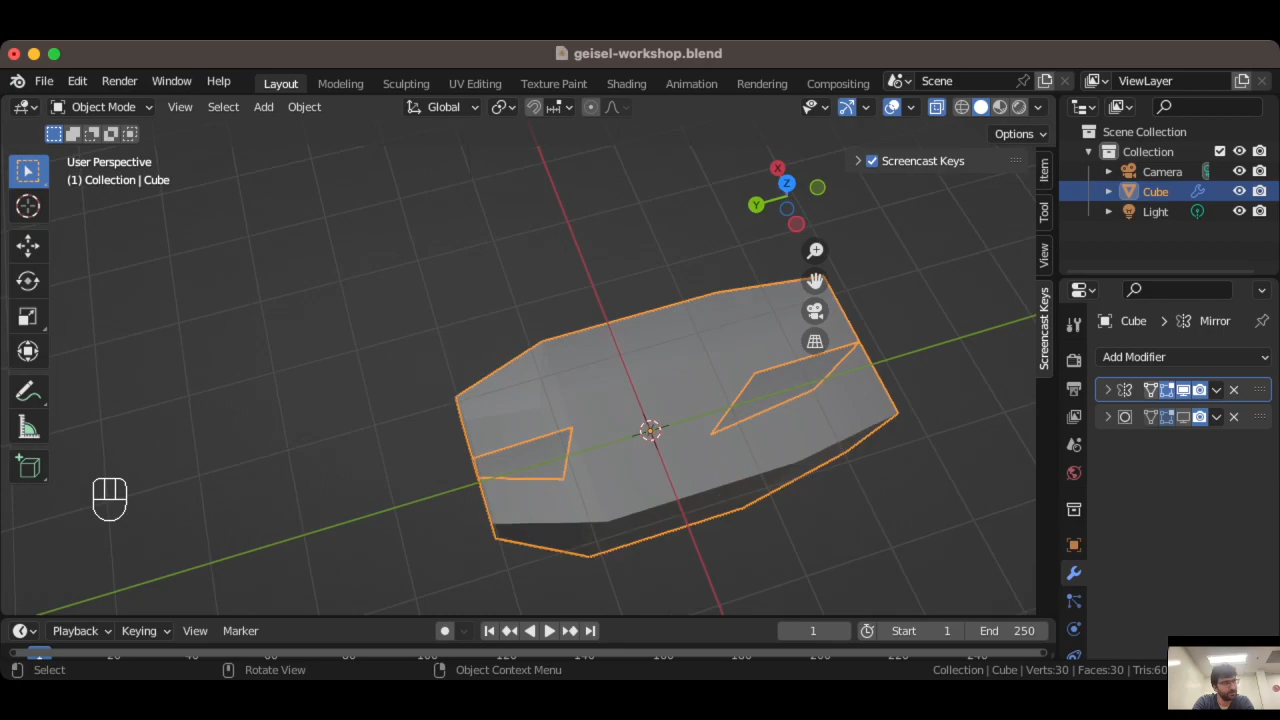 geisel-workshop.blend
File Edit Render Window Help Layout Modeling Sculpting UV Editing Texture Paint Shading Animation Rendering Compositing Scene ViewLayer
Object Mode View Select Add Object Global
Options
User Perspective
(1) Collection | Cube
Screencast Keys
X
Z
Y
Item
Tool
View
Screencast Keys
Scene Collection
Collection
Camera
Cube
Light
Cube > Mirror
Add Modifier
Playback Keying View Marker 1 Start 1 End 250
Select Rotate View Object Context Menu Collection | Cube | Verts:30 | Faces:30 | Tris:60